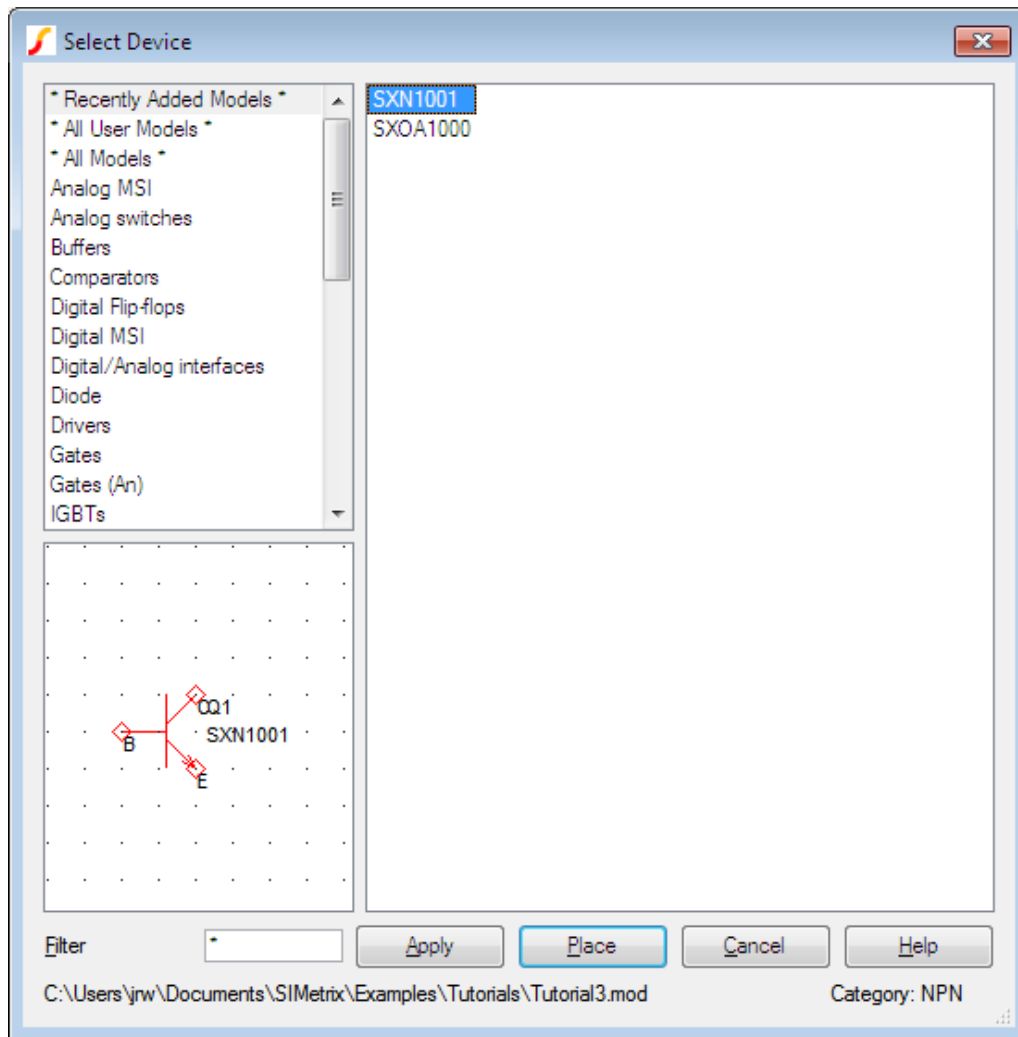 Select Device
* Recently Added Models *
* All User Models *
* All Models *
Analog MSI
Analog switches
Buffers
Comparators
Digital Flip-flops
Digital MSI
Digital/Analog interfaces
Diode
Drivers
Gates
Gates (An)
IGBTs
SXN1001
SXOA1000
C Q1
SXN1001
B
E
Filter * Apply Place Cancel Help
C:\Users\jrw\Documents\SIMetrix\Examples\Tutorials\Tutorial3.mod Category: NPN